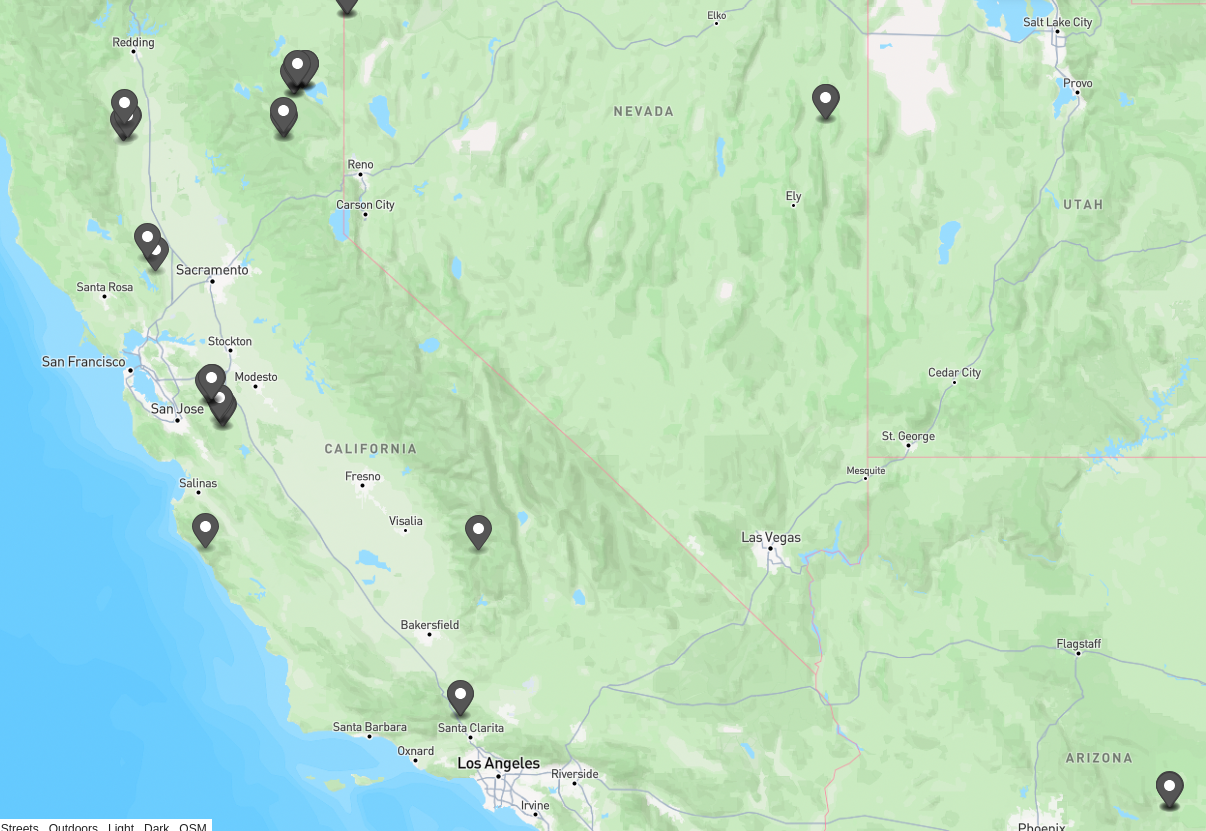 Elko
Salt Lake City
Redding
Provo
NEVADA
Reno
Ely
Carson City
UTAH
Sacramento
Santa Rosa
Stockton
San Francisco
Modesto
Cedar City
San Jose
St. George
CALIFORNIA
Mesquite
Fresno
Salinas
Visalia
Las Vegas
Bakersfield
Flagstaff
Santa Barbara
Santa Clarita
Oxnard
ARIZONA
Los Angeles
Riverside
Irvine
Phoenix
Streets Outdoors Light Dark OSM